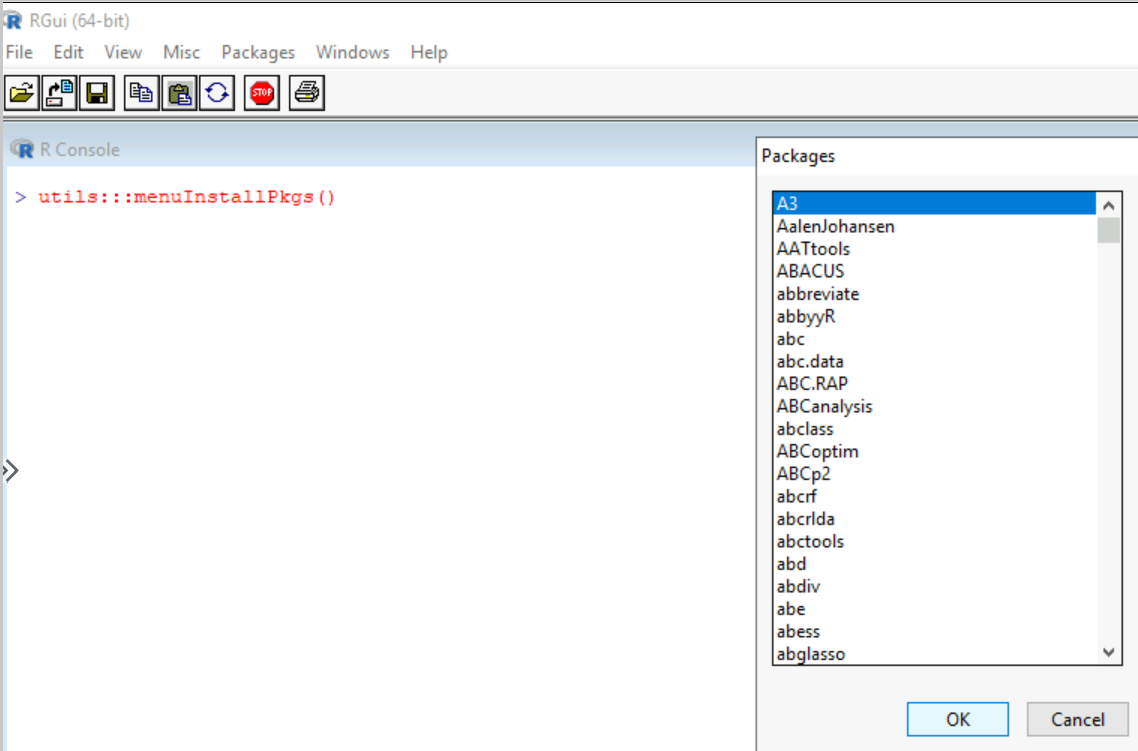 RGui (64-bit)
File Edit View Misc Packages Windows Help
STOP
R Console
> utils:::menuInstallPkgs()
Packages
A3
AalenJohansen
AATtools
ABACUS
abbreviate
abbyyR
abc
abc.data
ABC.RAP
ABCanalysis
abclass
ABCoptim
ABCp2
abcrf
abcrlda
abctools
abd
abdiv
abe
abess
abglasso
OK Cancel